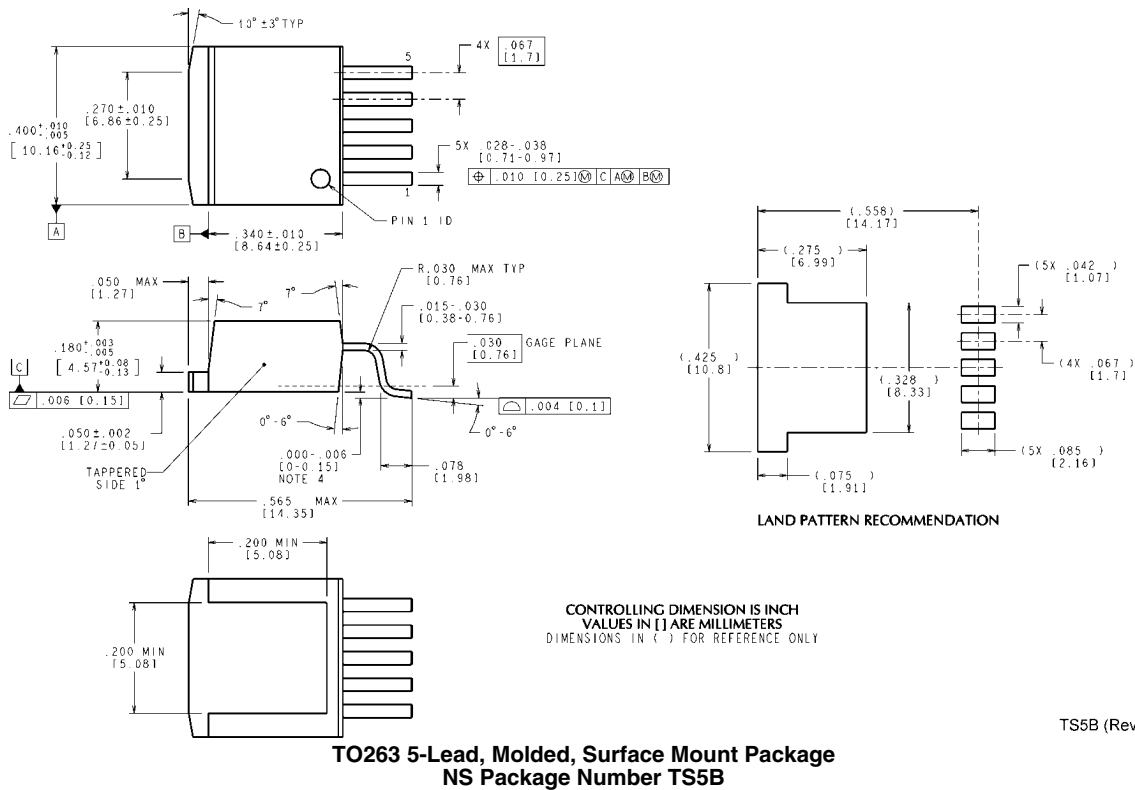 10° ±3° TYP
4X .067
[1.7]
5
.270±.010
[6.86±0.25]
.400 +.010 -.005
[10.16 +0.25 -0.12]
5X .028-.038
[0.71-0.97]
⌖ .010 [0.25]Ⓜ C AⓂ BⓂ
1
PIN 1 ID
A
B
.340±.010
[8.64±0.25]
.050 MAX
[1.27]
7°
7°
R.030 MAX TYP
[0.76]
.015-.030
[0.38-0.76]
.030
[0.76]
GAGE PLANE
.180 +.003 -.005
[4.57 +0.08 -0.13]
C
⏥ .006 [0.15]
⌓ .004 [0.1]
0°-6°
0°-6°
.050±.002
[1.27±0.05]
.000-.006
[0-0.15]
NOTE 4
.078
[1.98]
TAPPERED
SIDE 1°
.565 MAX
[14.35]
(.558)
[14.17]
(.275 )
[6.99]
(5X .042 )
[1.07]
(.425 )
[10.8]
(.328 )
[8.33]
(4X .067 )
[1.7]
(5X .085 )
[2.16]
(.075 )
[1.91]
LAND PATTERN RECOMMENDATION
.200 MIN
[5.08]
.200 MIN
[5.08]
CONTROLLING DIMENSION IS INCH
VALUES IN [ ] ARE MILLIMETERS
DIMENSIONS IN ( ) FOR REFERENCE ONLY
TS5B (Rev
TO263 5-Lead, Molded, Surface Mount Package
NS Package Number TS5B